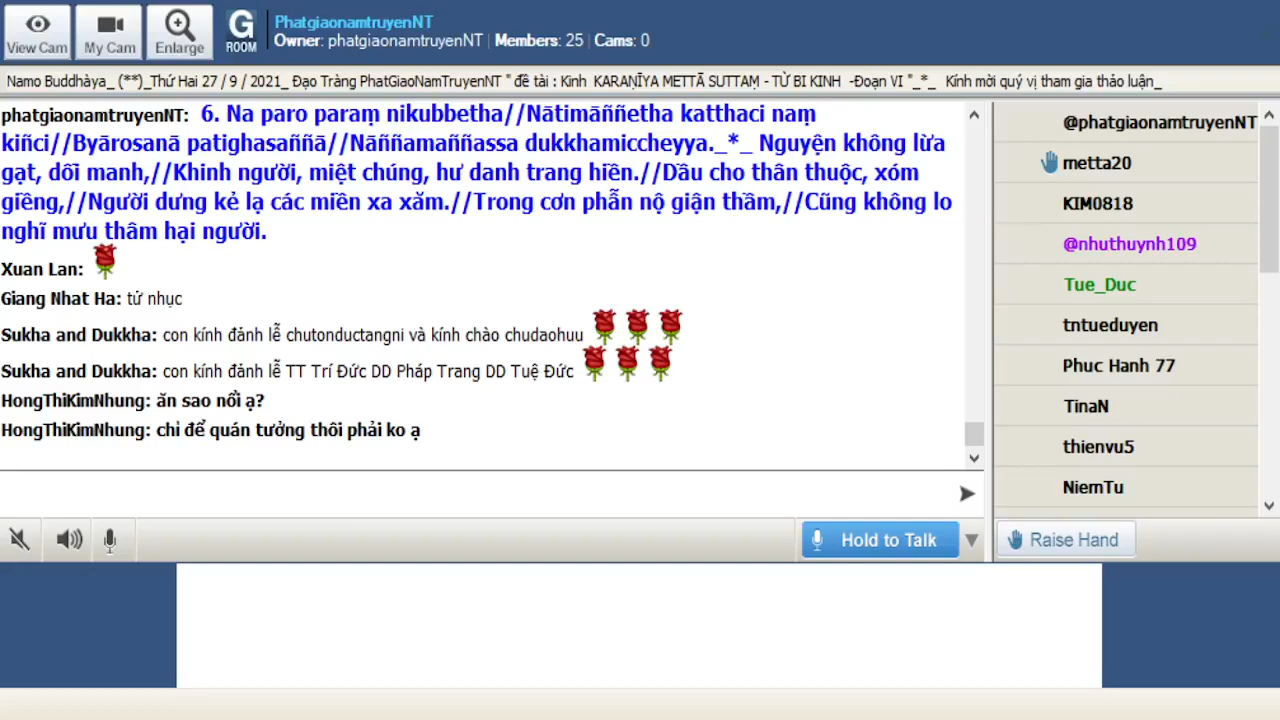 View Cam
My Cam
Enlarge
G
ROOM
PhatgiaonamtruyenNT
Owner: phatgiaonamtruyenNT | Members: 25 | Cams: 0
Namo Buddhàya_ (**)_Thứ Hai 27 / 9 / 2021_ Đạo Tràng PhatGiaoNamTruyenNT " đề tài : Kinh KARAṆĪYA METTĀ SUTTAṂ - TỪ BI KINH -Đoạn VI "_*_ Kính mời quý vị tham gia thảo luận_
phatgiaonamtruyenNT: 6. Na paro paraṃ nikubbetha//Nātimāññetha katthaci naṃ
kiñci//Byārosanā patighasaññā//Nāññamaññassa dukkhamiccheyya._*_ Nguyện không lừa
gạt, dối manh,//Khinh người, miệt chúng, hư danh trang hiền.//Dầu cho thân thuộc, xóm
giềng,//Người dưng kẻ lạ các miền xa xăm.//Trong cơn phẫn nộ giận thầm,//Cũng không lo
nghĩ mưu thâm hại người.
Xuan Lan:
Giang Nhat Ha: tử nhục
Sukha and Dukkha: con kính đảnh lễ chutonductangni và kính chào chudaohuu
Sukha and Dukkha: con kính đảnh lễ TT Trí Đức DD Pháp Trang DD Tuệ Đức
HongThiKimNhung: ăn sao nổi ạ?
HongThiKimNhung: chỉ để quán tưởng thôi phải ko ạ
@phatgiaonamtruyenNT
metta20
KIM0818
@nhuthuynh109
Tue_Duc
tntueduyen
Phuc Hanh 77
TinaN
thienvu5
NiemTu
Hold to Talk
Raise Hand